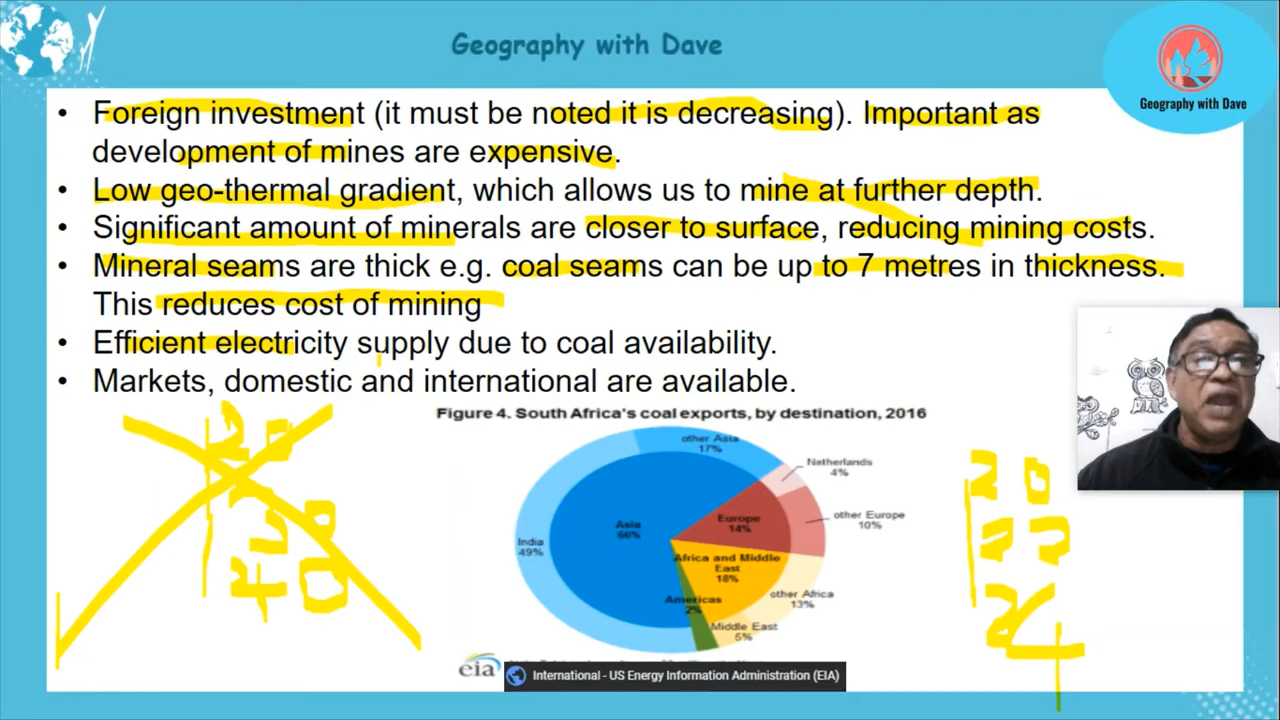 Geography with Dave
Geography with Dave
• Foreign investment (it must be noted it is decreasing). Important as
development of mines are expensive.
• Low geo-thermal gradient, which allows us to mine at further depth.
• Significant amount of minerals are closer to surface, reducing mining costs.
• Mineral seams are thick e.g. coal seams can be up to 7 metres in thickness.
This reduces cost of mining
• Efficient electricity supply due to coal availability.
• Markets, domestic and international are available.
Figure 4. South Africa's coal exports, by destination, 2016
other Asia
17%
Netherlands
4%
other Europe
10%
Europe
14%
Asia
66%
India
49%
Africa and Middle
East
18%
other Africa
13%
Americas
2%
Middle East
5%
20
24
eia
International - US Energy Information Administration (EIA)